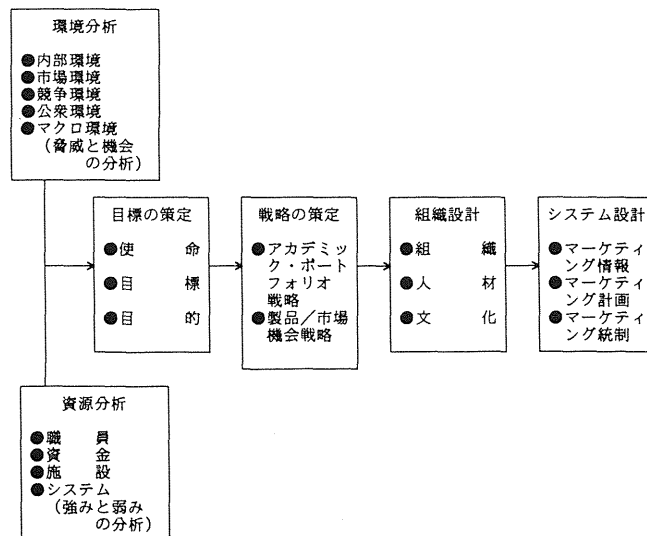 環境分析
●内部環境
●市場環境
●競争環境
●公衆環境
●マクロ環境
（脅威と機会
の分析）
目標の策定
●使　　命
●目　　標
●目　　的
戦略の策定
●アカデミッ
ク・ポート
フォリオ
戦略
●製品／市場
機会戦略
組織設計
●組　　織
●人　　材
●文　　化
システム設計
●マーケティ
ング情報
●マーケティ
ング計画
●マーケティ
ング統制
資源分析
●職　　員
●資　　金
●施　　設
●システム
（強みと弱み
の分析）